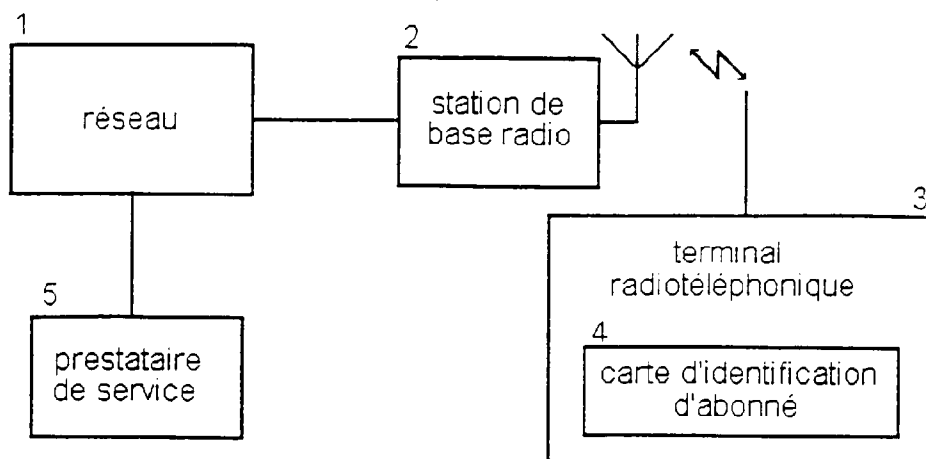 1
réseau
2
station de
base radio
3
terminal
radiotéléphonique
4
carte d'identification
d'abonné
5
prestataire
de service